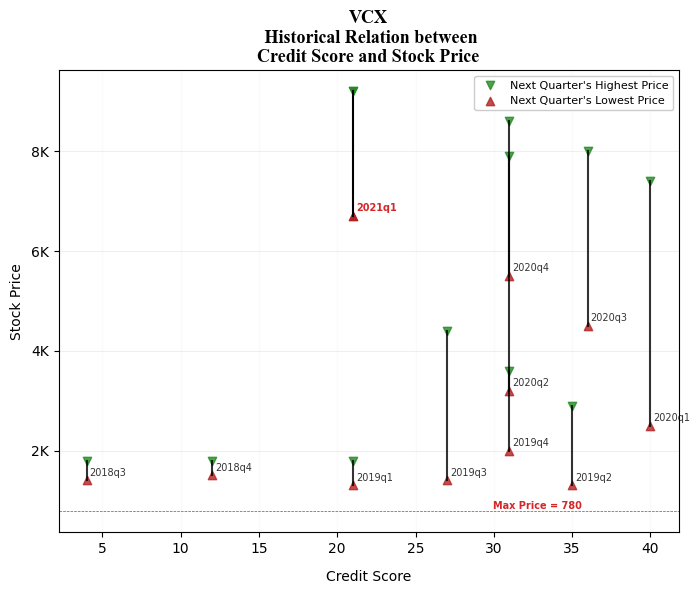 VCX
Historical Relation between
Credit Score and Stock Price
Next Quarter's Highest Price
Next Quarter's Lowest Price
8K
6K
4K
2K
Stock Price
2021q1
2020q4
2020q3
2020q2
2020q1
2019q4
2018q3
2018q4
2019q1
2019q3
2019q2
Max Price = 780
5
10
15
20
25
30
35
40
Credit Score